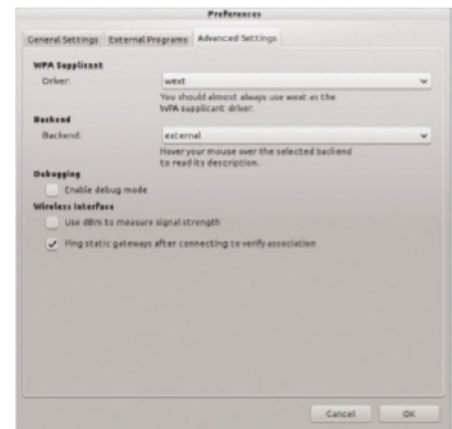 Preferences
General Settings External Programs Advanced Settings
WPA Supplicant
Driver: wext
You should almost always use wext as the
WPA supplicant driver.
Backend
Backend: external
Hover your mouse over the selected backend
to read its description.
Debugging
Enable debug mode
Wireless Interface
Use dBm to measure signal strength
Ping static gateways after connecting to verify association
Cancel OK